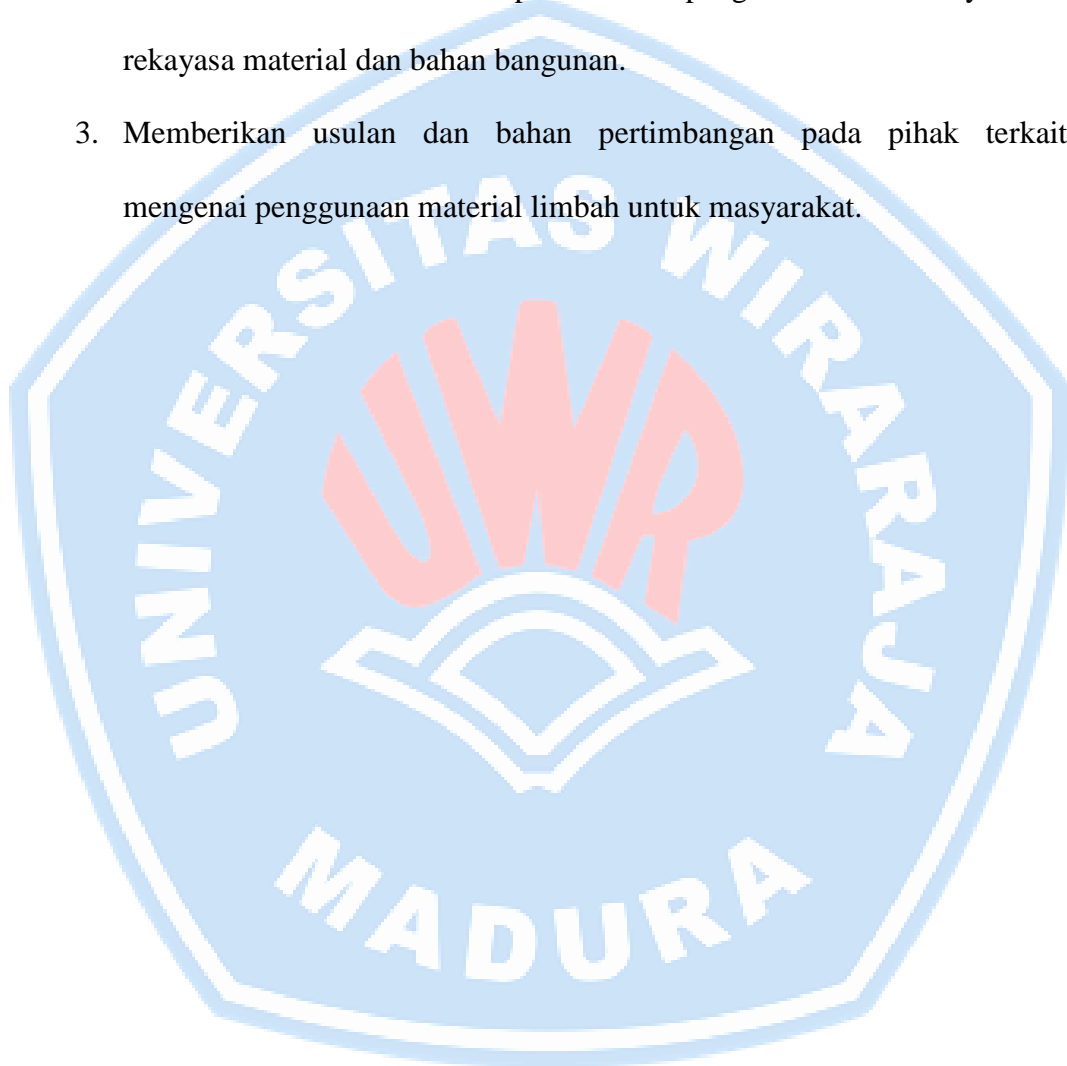 rekayasa material dan bahan bangunan.
3. Memberikan usulan dan bahan pertimbangan pada pihak terkait
mengenai penggunaan material limbah untuk masyarakat.
UNIVERSITAS WIRARAJA
UWR
MADURA